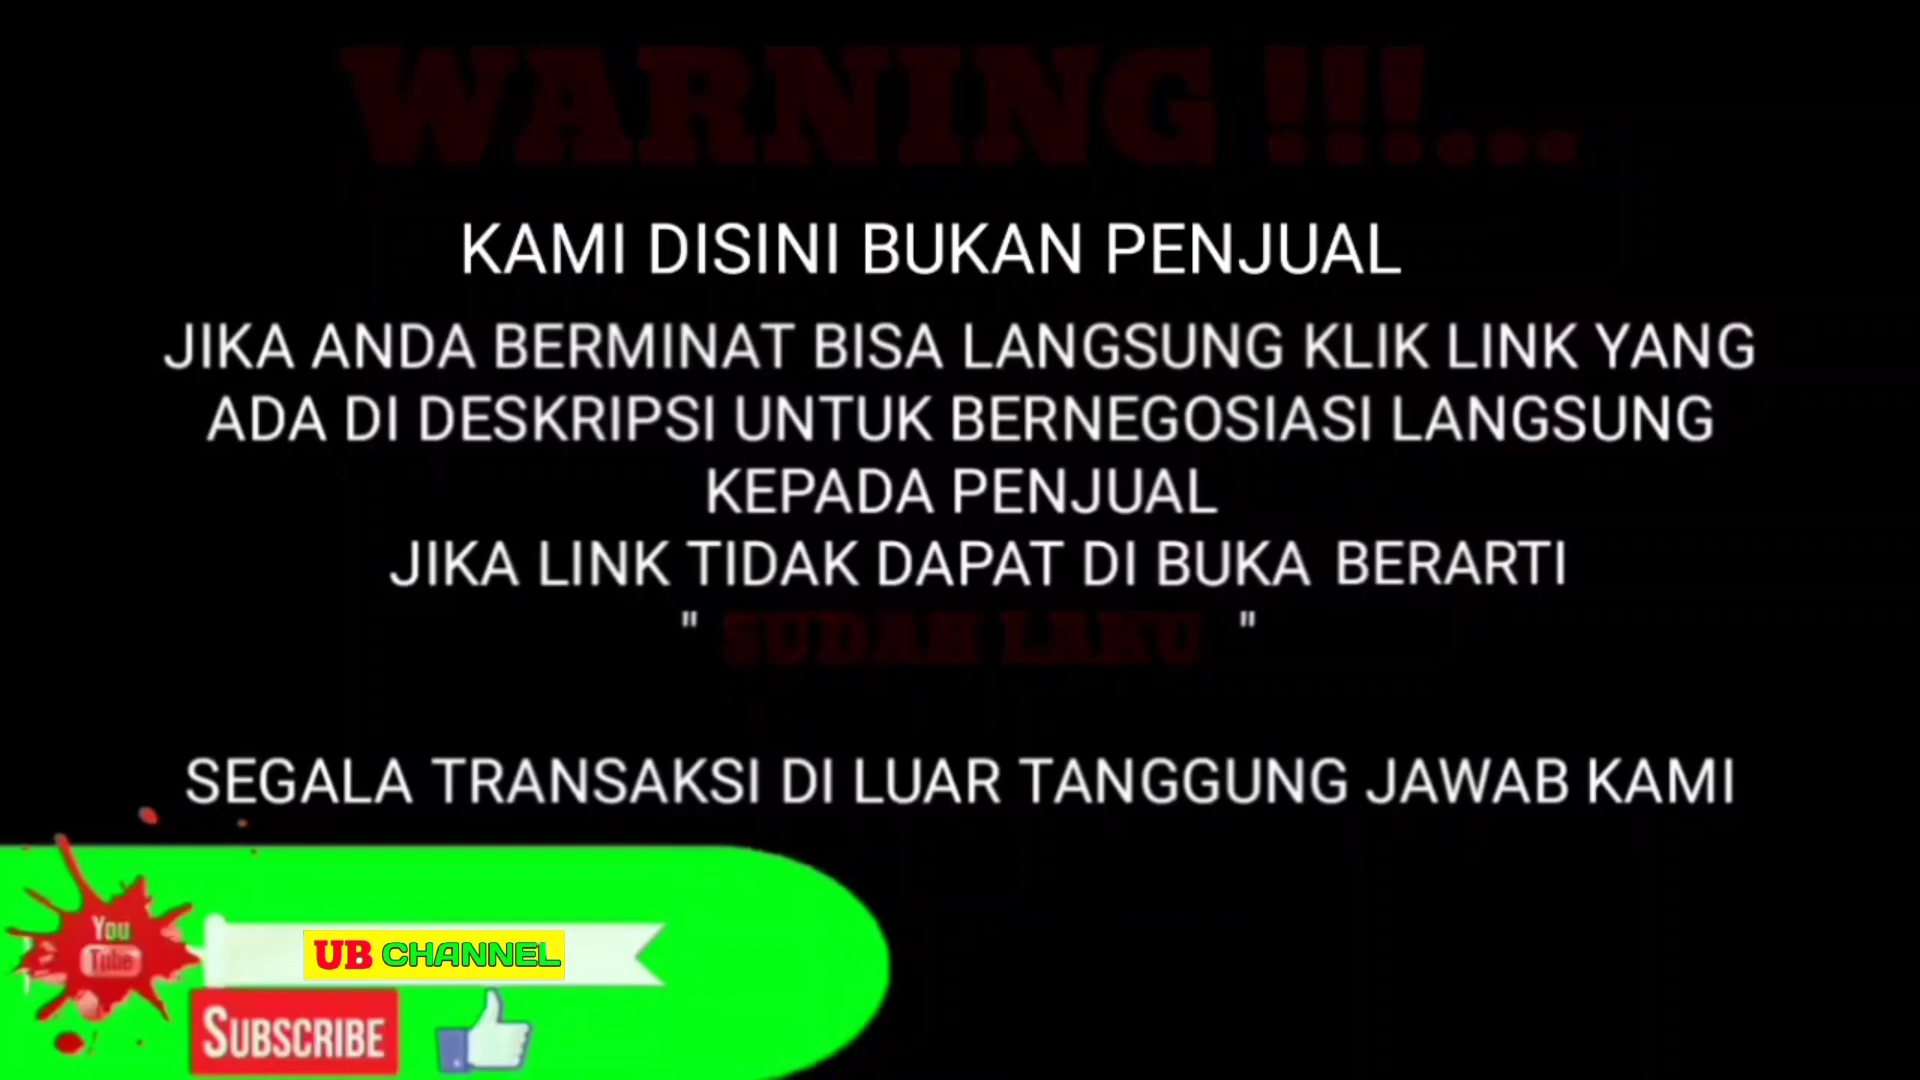 WARNING !!!...
KAMI DISINI BUKAN PENJUAL
JIKA ANDA BERMINAT BISA LANGSUNG KLIK LINK YANG
ADA DI DESKRIPSI UNTUK BERNEGOSIASI LANGSUNG
KEPADA PENJUAL
JIKA LINK TIDAK DAPAT DI BUKA BERARTI
" SUDAH LAKU "
SEGALA TRANSAKSI DI LUAR TANGGUNG JAWAB KAMI
You
Tube
UB CHANNEL
SUBSCRIBE